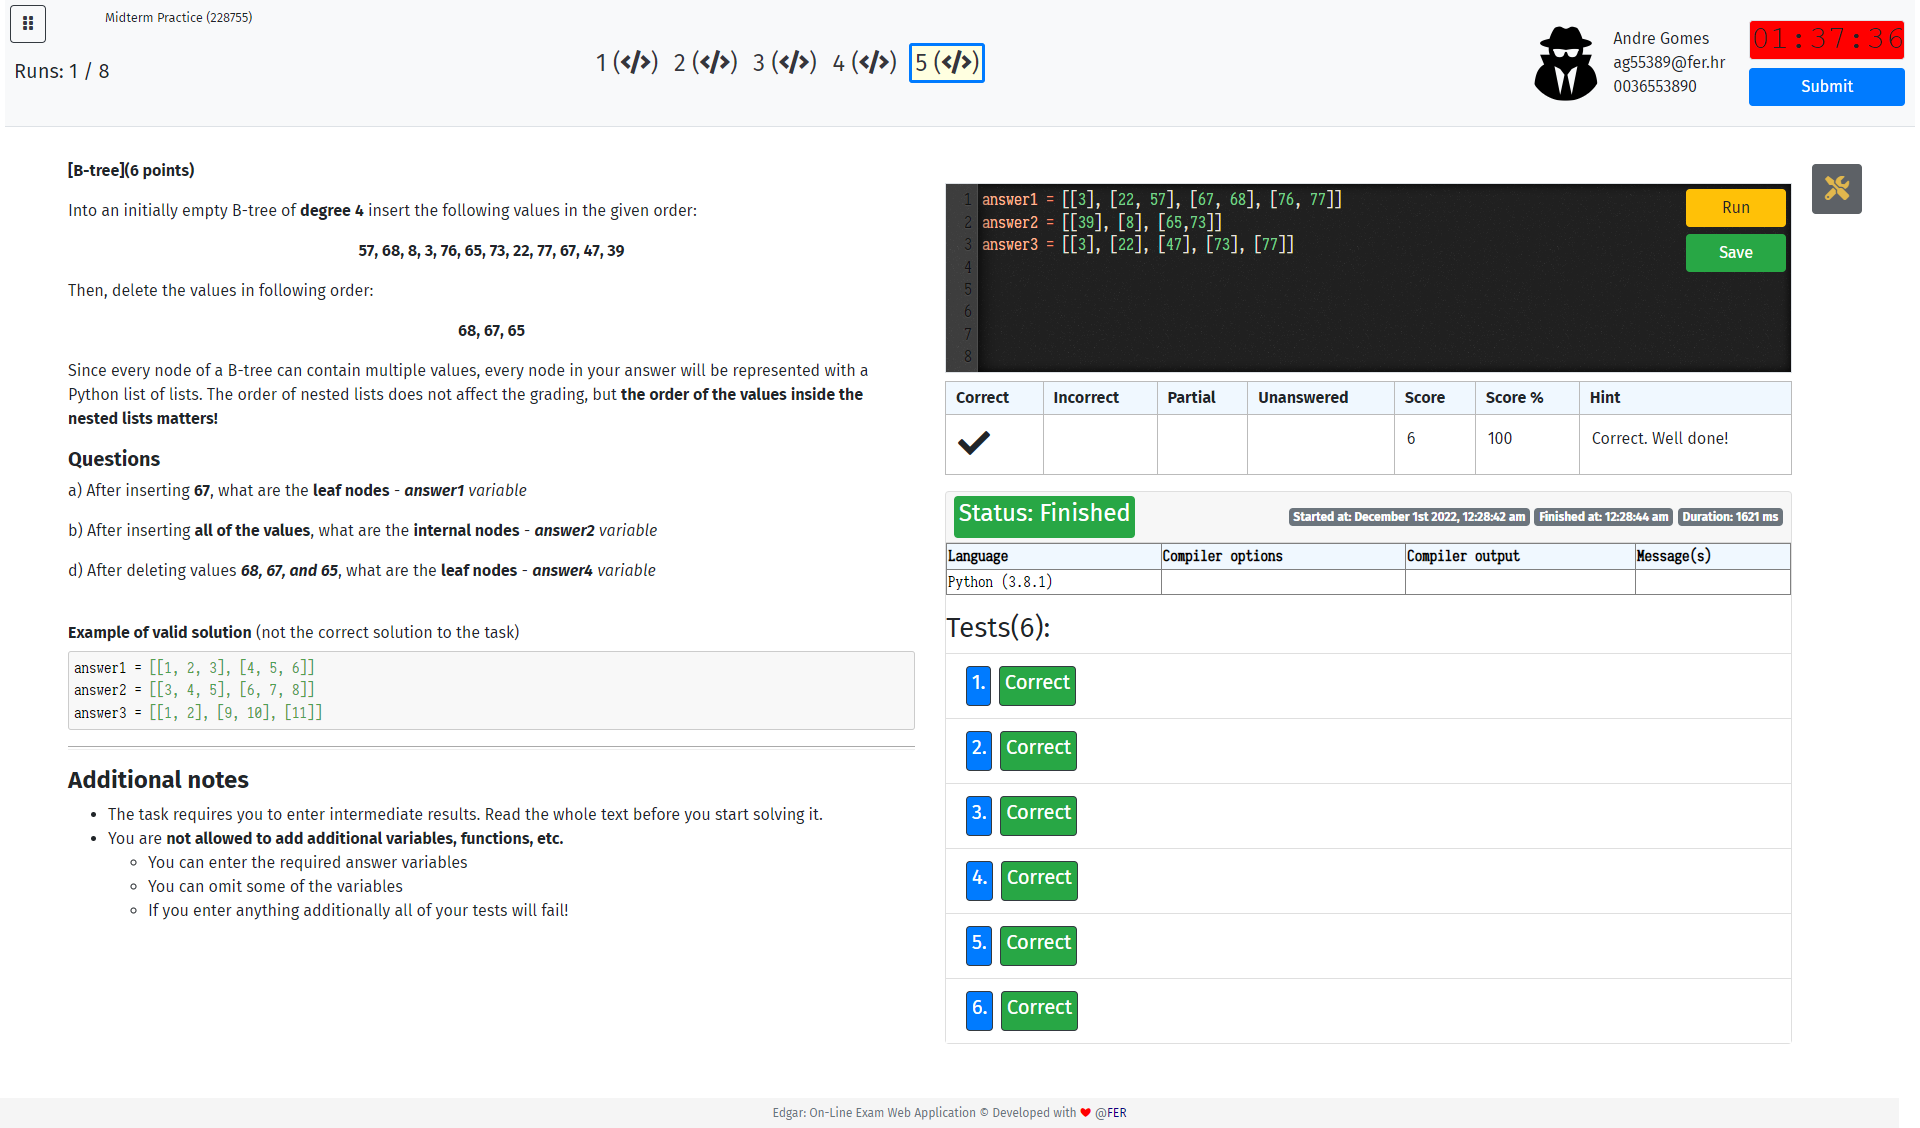 Midterm Practice (228755)
Runs: 1 / 8
1 (</>) 2 (</>) 3 (</>) 4 (</>) 5 (</>)
Andre Gomes
ag55389@fer.hr
0036553890
01:37:36
Submit
[B-tree](6 points)
Into an initially empty B-tree of degree 4 insert the following values in the given order:
57, 68, 8, 3, 76, 65, 73, 22, 77, 67, 47, 39
Then, delete the values in following order:
68, 67, 65
Since every node of a B-tree can contain multiple values, every node in your answer will be represented with a
Python list of lists. The order of nested lists does not affect the grading, but the order of the values inside the
nested lists matters!
Questions
a) After inserting 67, what are the leaf nodes - answer1 variable
b) After inserting all of the values, what are the internal nodes - answer2 variable
d) After deleting values 68, 67, and 65, what are the leaf nodes - answer4 variable
Example of valid solution (not the correct solution to the task)
answer1 = [[1, 2, 3], [4, 5, 6]]
answer2 = [[3, 4, 5], [6, 7, 8]]
answer3 = [[1, 2], [9, 10], [11]]
Additional notes
• The task requires you to enter intermediate results. Read the whole text before you start solving it.
• You are not allowed to add additional variables, functions, etc.
◦ You can enter the required answer variables
◦ You can omit some of the variables
◦ If you enter anything additionally all of your tests will fail!
1 answer1 = [[3], [22, 57], [67, 68], [76, 77]]
2 answer2 = [[39], [8], [65,73]]
3 answer3 = [[3], [22], [47], [73], [77]]
4
5
6
7
8
Run
Save
Correct Incorrect Partial Unanswered Score Score % Hint
6 100 Correct. Well done!
Status: Finished
Started at: December 1st 2022, 12:28:42 am Finished at: 12:28:44 am Duration: 1621 ms
Language Compiler options Compiler output Message(s)
Python (3.8.1)
Tests(6):
1. Correct
2. Correct
3. Correct
4. Correct
5. Correct
6. Correct
Edgar: On-Line Exam Web Application © Developed with ❤ @FER